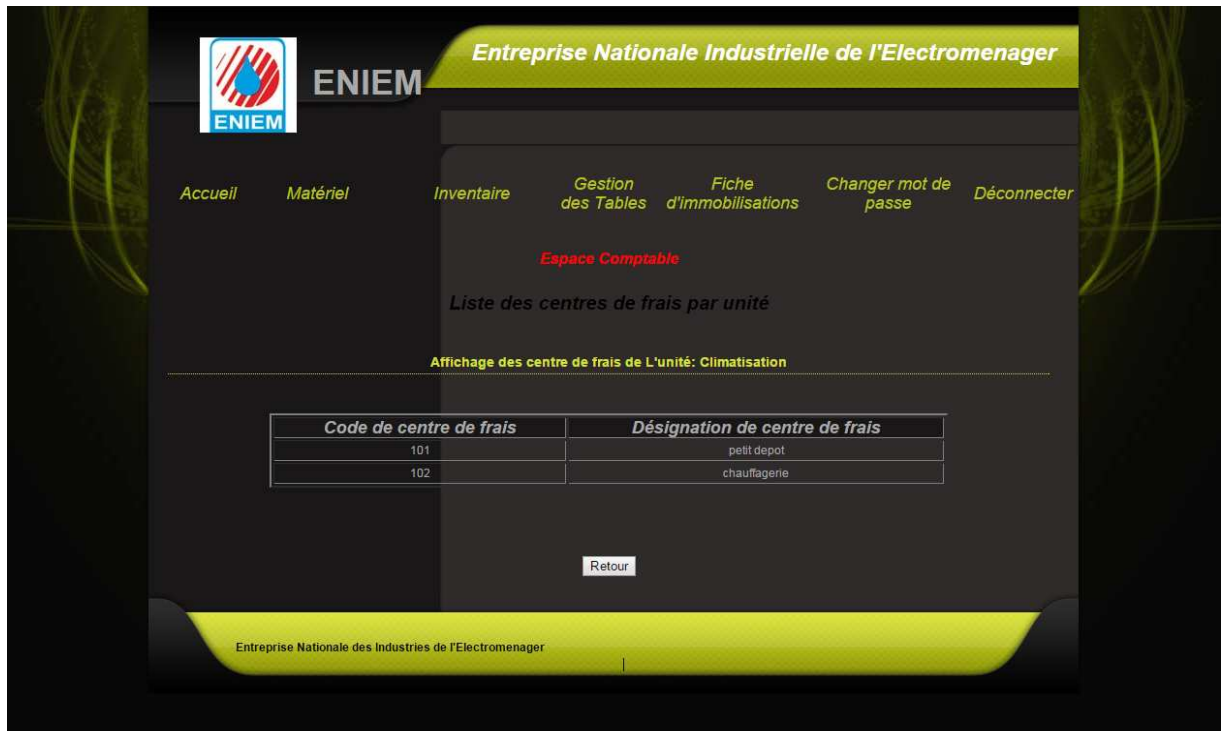 Entreprise Nationale Industrielle de l'Electromenager
ENIEM
ENIEM
Accueil Matériel Inventaire Gestion des Tables Fiche d'immobilisations Changer mot de passe Déconnecter
Espace Comptable
Liste des centres de frais par unité
Affichage des centre de frais de L'unité: Climatisation
Code de centre de frais Désignation de centre de frais
101 petit depot
102 chauffagerie
Retour
Entreprise Nationale des Industries de l'Electromenager
|